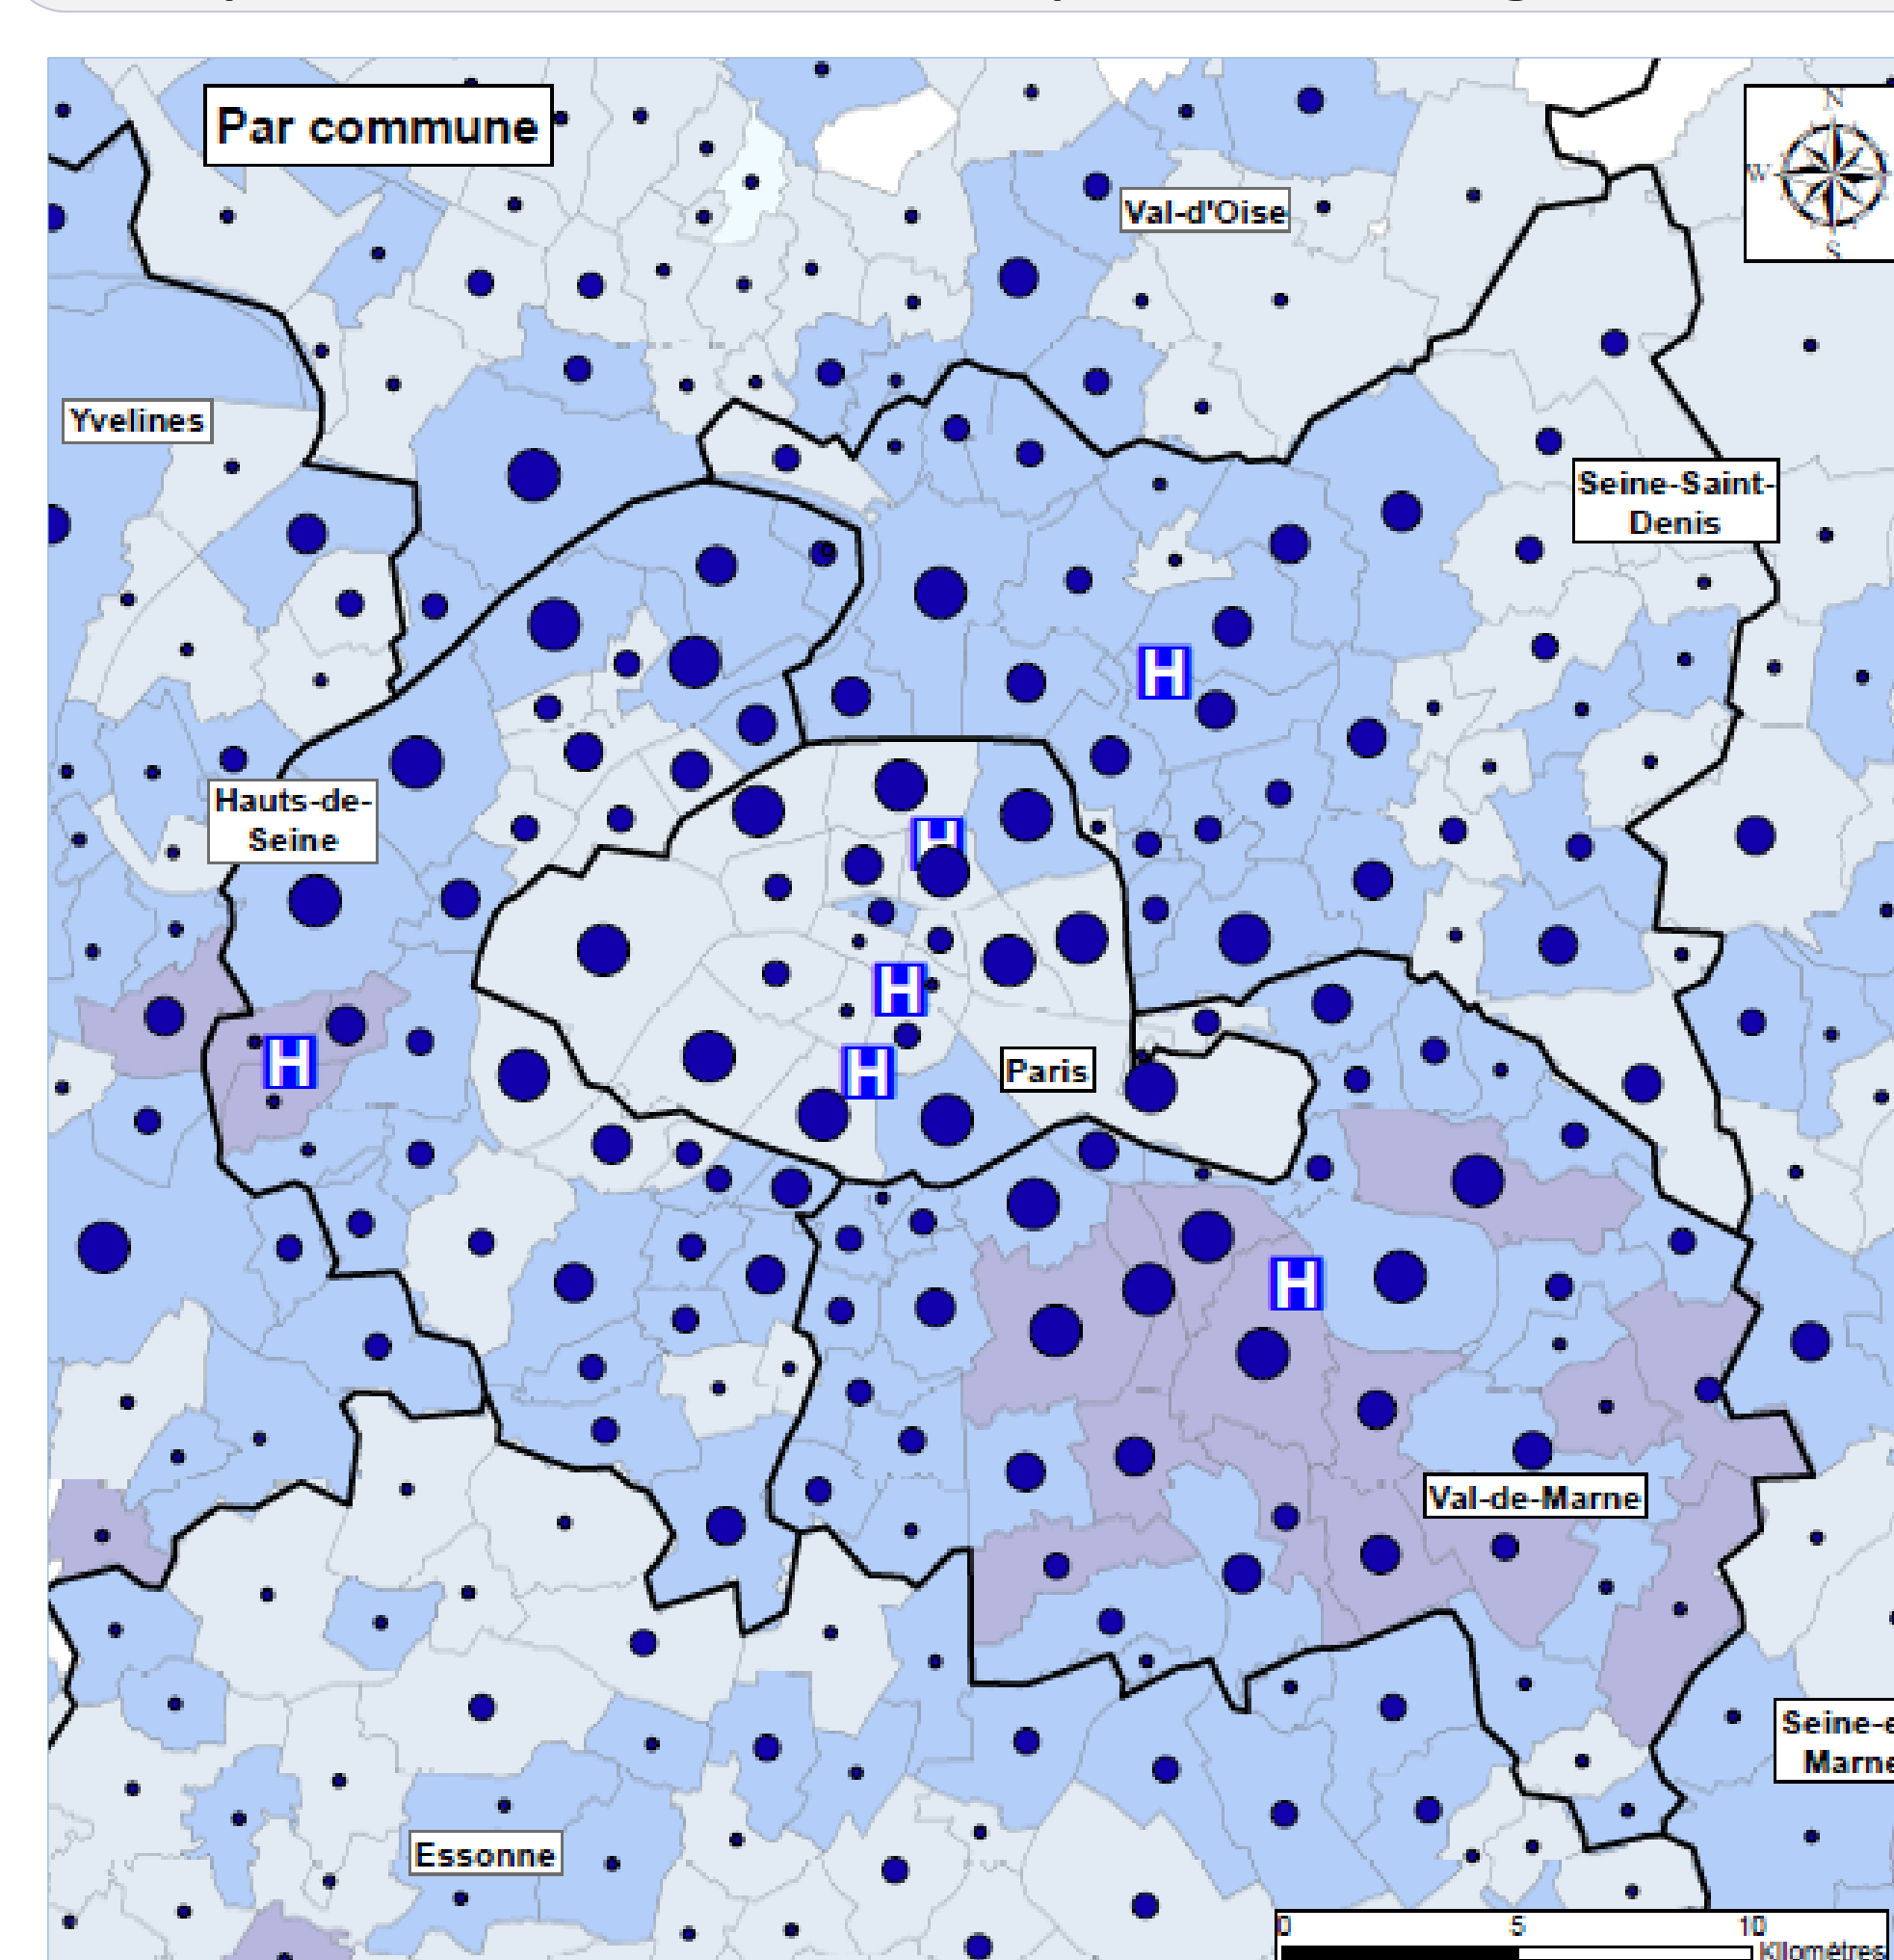 Par commune
N
W
S
Val-d'Oise
Yvelines
Seine-Saint-
Denis
H
Hauts-de-
Seine
H
H
H
H
Paris
H
Val-de-Marne
Seine-e
Marne
Essonne
0 5 10
Kilomètres